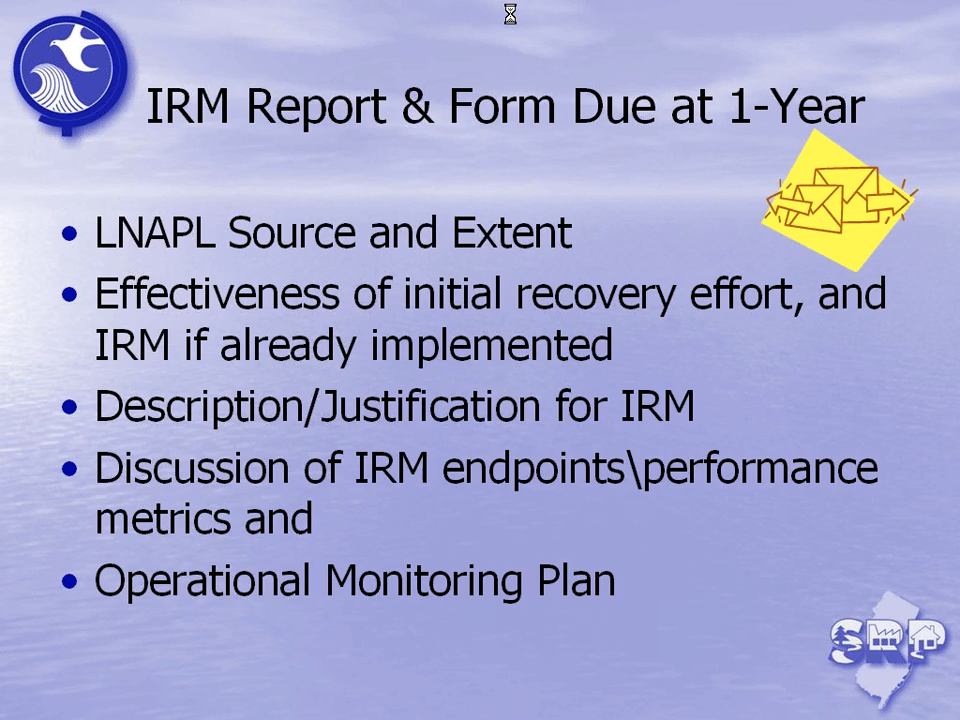 IRM Report & Form Due at 1-Year
• LNAPL Source and Extent
• Effectiveness of initial recovery effort, and
IRM if already implemented
• Description/Justification for IRM
• Discussion of IRM endpoints\performance
metrics and
• Operational Monitoring Plan
SRP